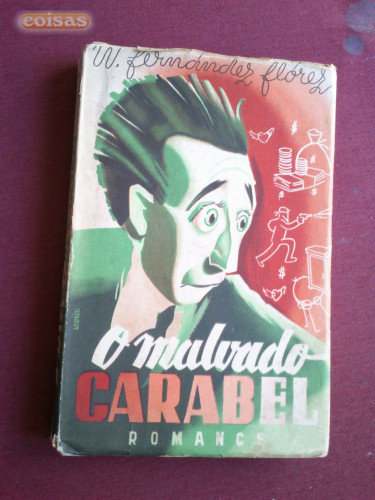 coisas
W. Fernández Flórez
O malvado
CARABEL
ROMANCE